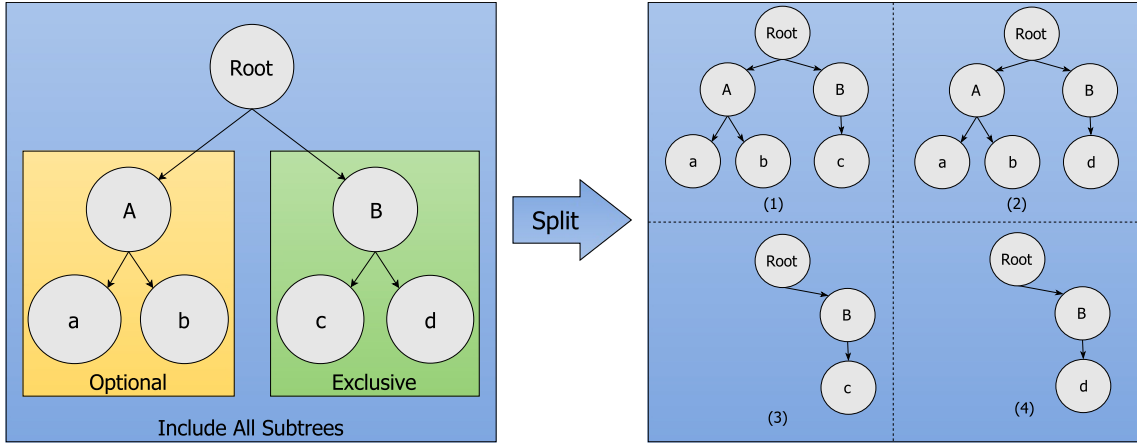 Root
A
B
a
b
c
d
Optional
Exclusive
Include All Subtrees
Split
Root
A
B
a
b
c
(1)
Root
A
B
a
b
d
(2)
Root
B
c
(3)
Root
B
d
(4)